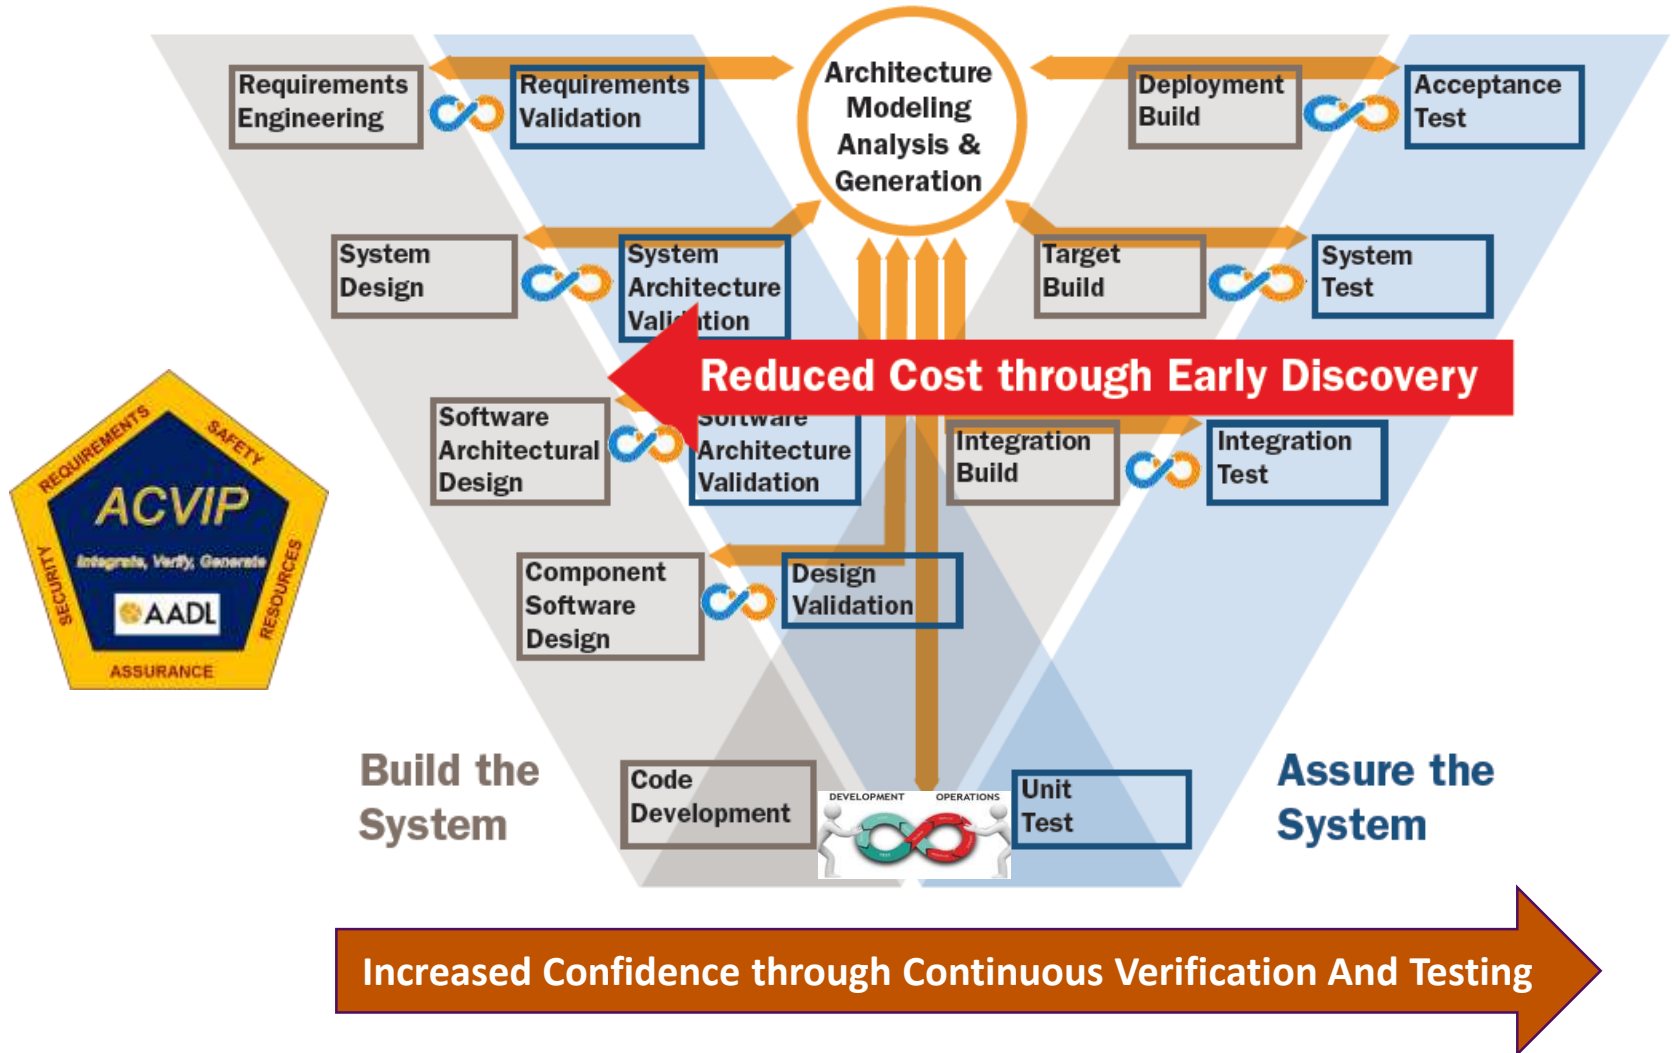 Architecture
Modeling
Analysis &
Generation
Requirements
Engineering
Requirements
Validation
Deployment
Build
Acceptance
Test
System
Design
System
Architecture
Validation
Target
Build
System
Test
Reduced Cost through Early Discovery
Software
Architectural
Design
Software
Architecture
Validation
Integration
Build
Integration
Test
REQUIREMENTS
SAFETY
SECURITY
RESOURCES
ASSURANCE
ACVIP
Integrate, Verify, Generate
AADL
Component
Software
Design
Design
Validation
Build the
System
Code
Development
DEVELOPMENT
OPERATIONS
Unit
Test
Assure the
System
Increased Confidence through Continuous Verification And Testing